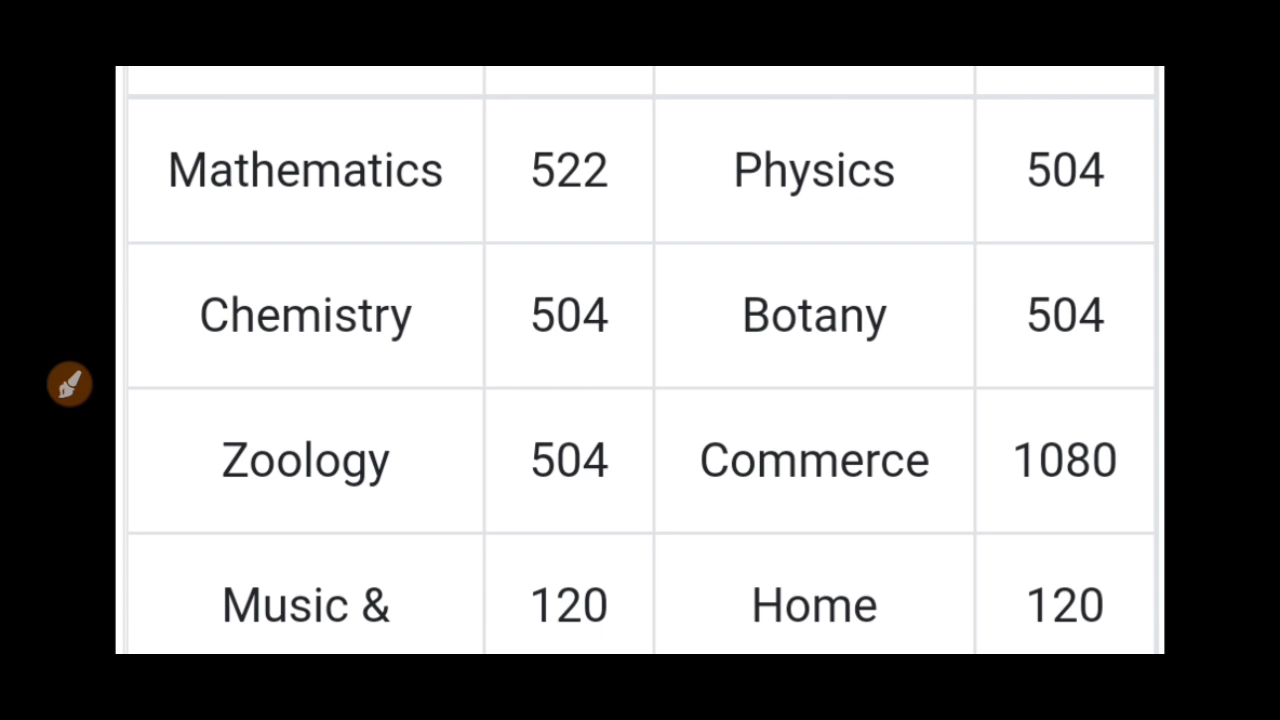 Mathematics 522 Physics 504
Chemistry 504 Botany 504
Zoology 504 Commerce 1080
Music & 120 Home 120